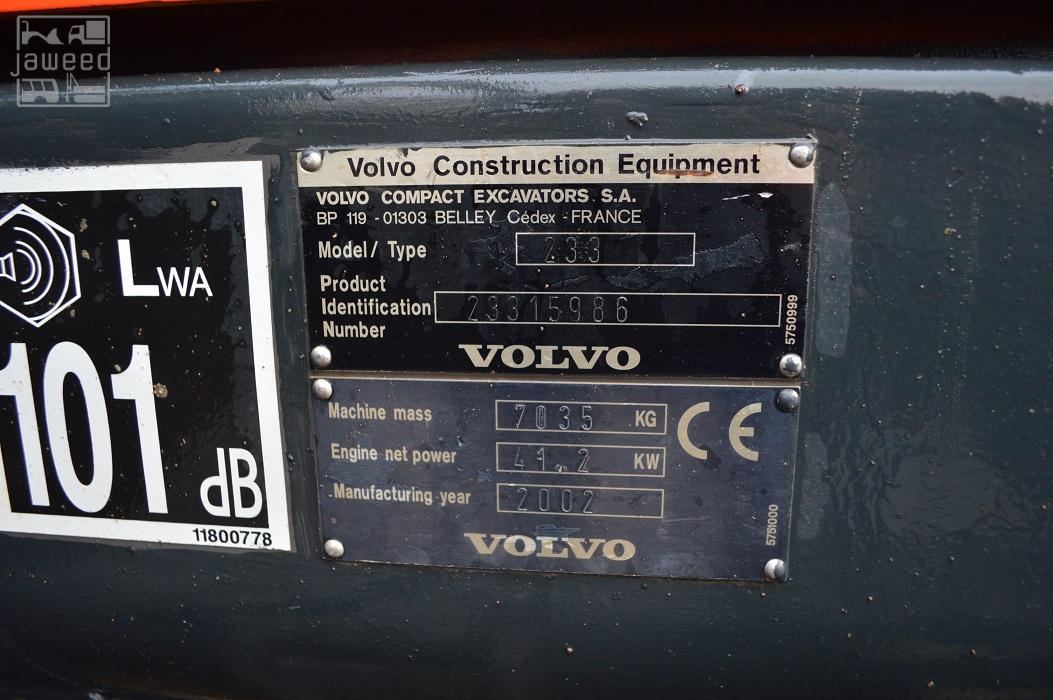 jaweed
LWA
101 dB
11800778
Volvo Construction Equipment
VOLVO COMPACT EXCAVATORS S.A.
BP 119 - 01303 BELLEY Cédex - FRANCE
Model / Type 233
Product
Identification 23315986
Number
5750999
VOLVO
Machine mass 7035 KG
Engine net power 41.2 KW
Manufacturing year 2002
CE
5751000
VOLVO